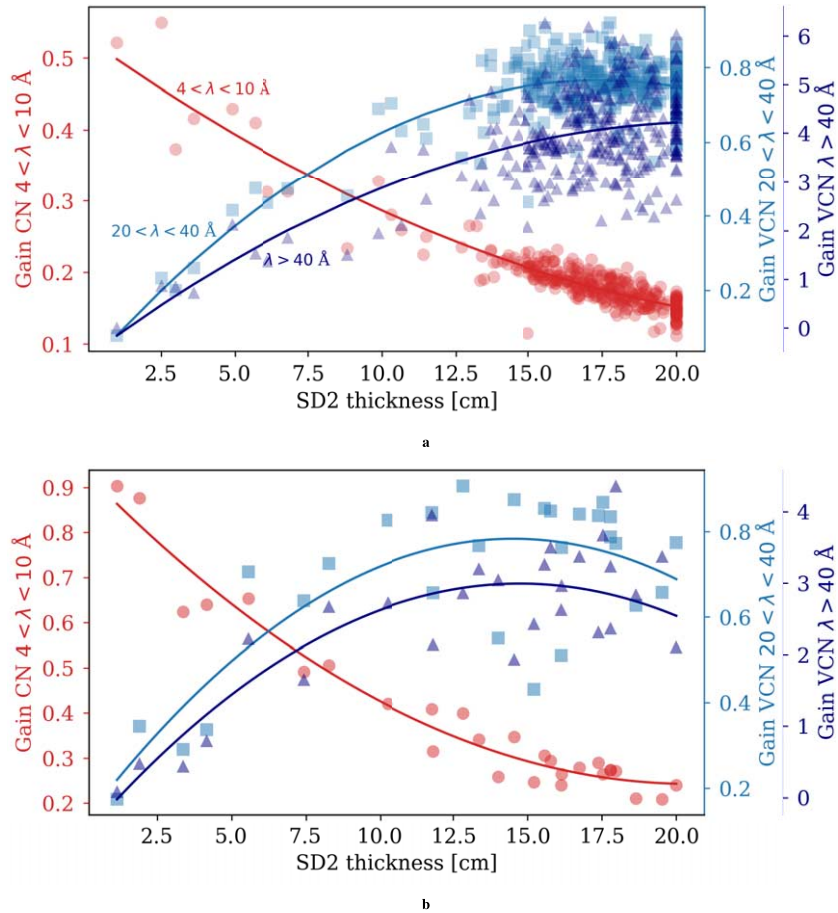 Gain CN 4 < λ < 10 Å
0.5
0.4
0.3
0.2
0.1
4 < λ < 10 Å
20 < λ < 40 Å
λ > 40 Å
0.8
0.6
0.4
0.2
Gain VCN 20 < λ < 40 Å
6
5
4
3
2
1
0
Gain VCN λ > 40 Å
2.5 5.0 7.5 10.0 12.5 15.0 17.5 20.0
SD2 thickness [cm]
a
Gain CN 4 < λ < 10 Å
0.9
0.8
0.7
0.6
0.5
0.4
0.3
0.2
0.8
0.6
0.4
0.2
Gain VCN 20 < λ < 40 Å
4
3
2
1
0
Gain VCN λ > 40 Å
2.5 5.0 7.5 10.0 12.5 15.0 17.5 20.0
SD2 thickness [cm]
b